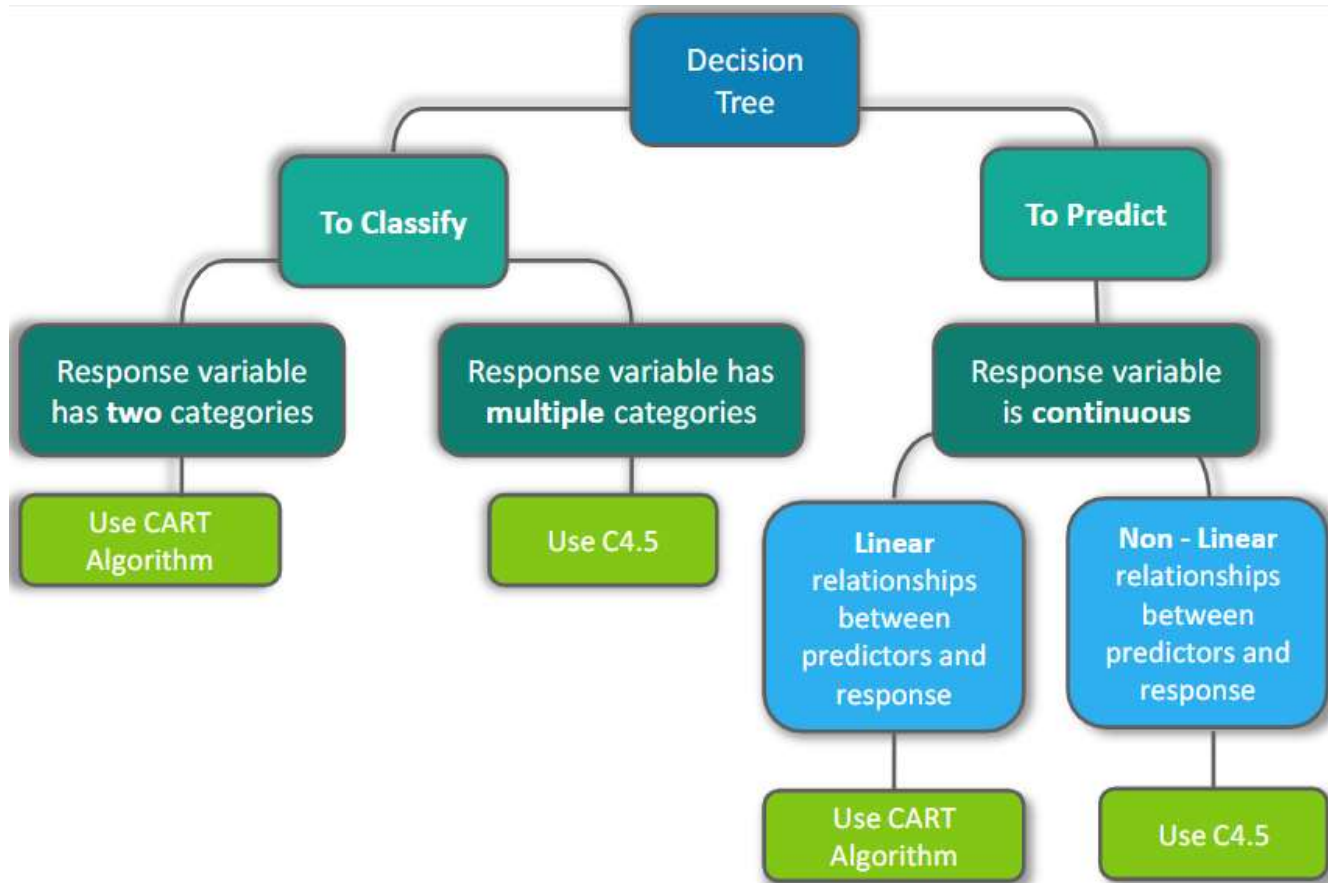 Decision
Tree
To Classify
To Predict
Response variable
has two categories
Response variable has
multiple categories
Response variable
is continuous
Use CART
Algorithm
Use C4.5
Linear
relationships
between
predictors and
response
Non - Linear
relationships
between
predictors and
response
Use CART
Algorithm
Use C4.5